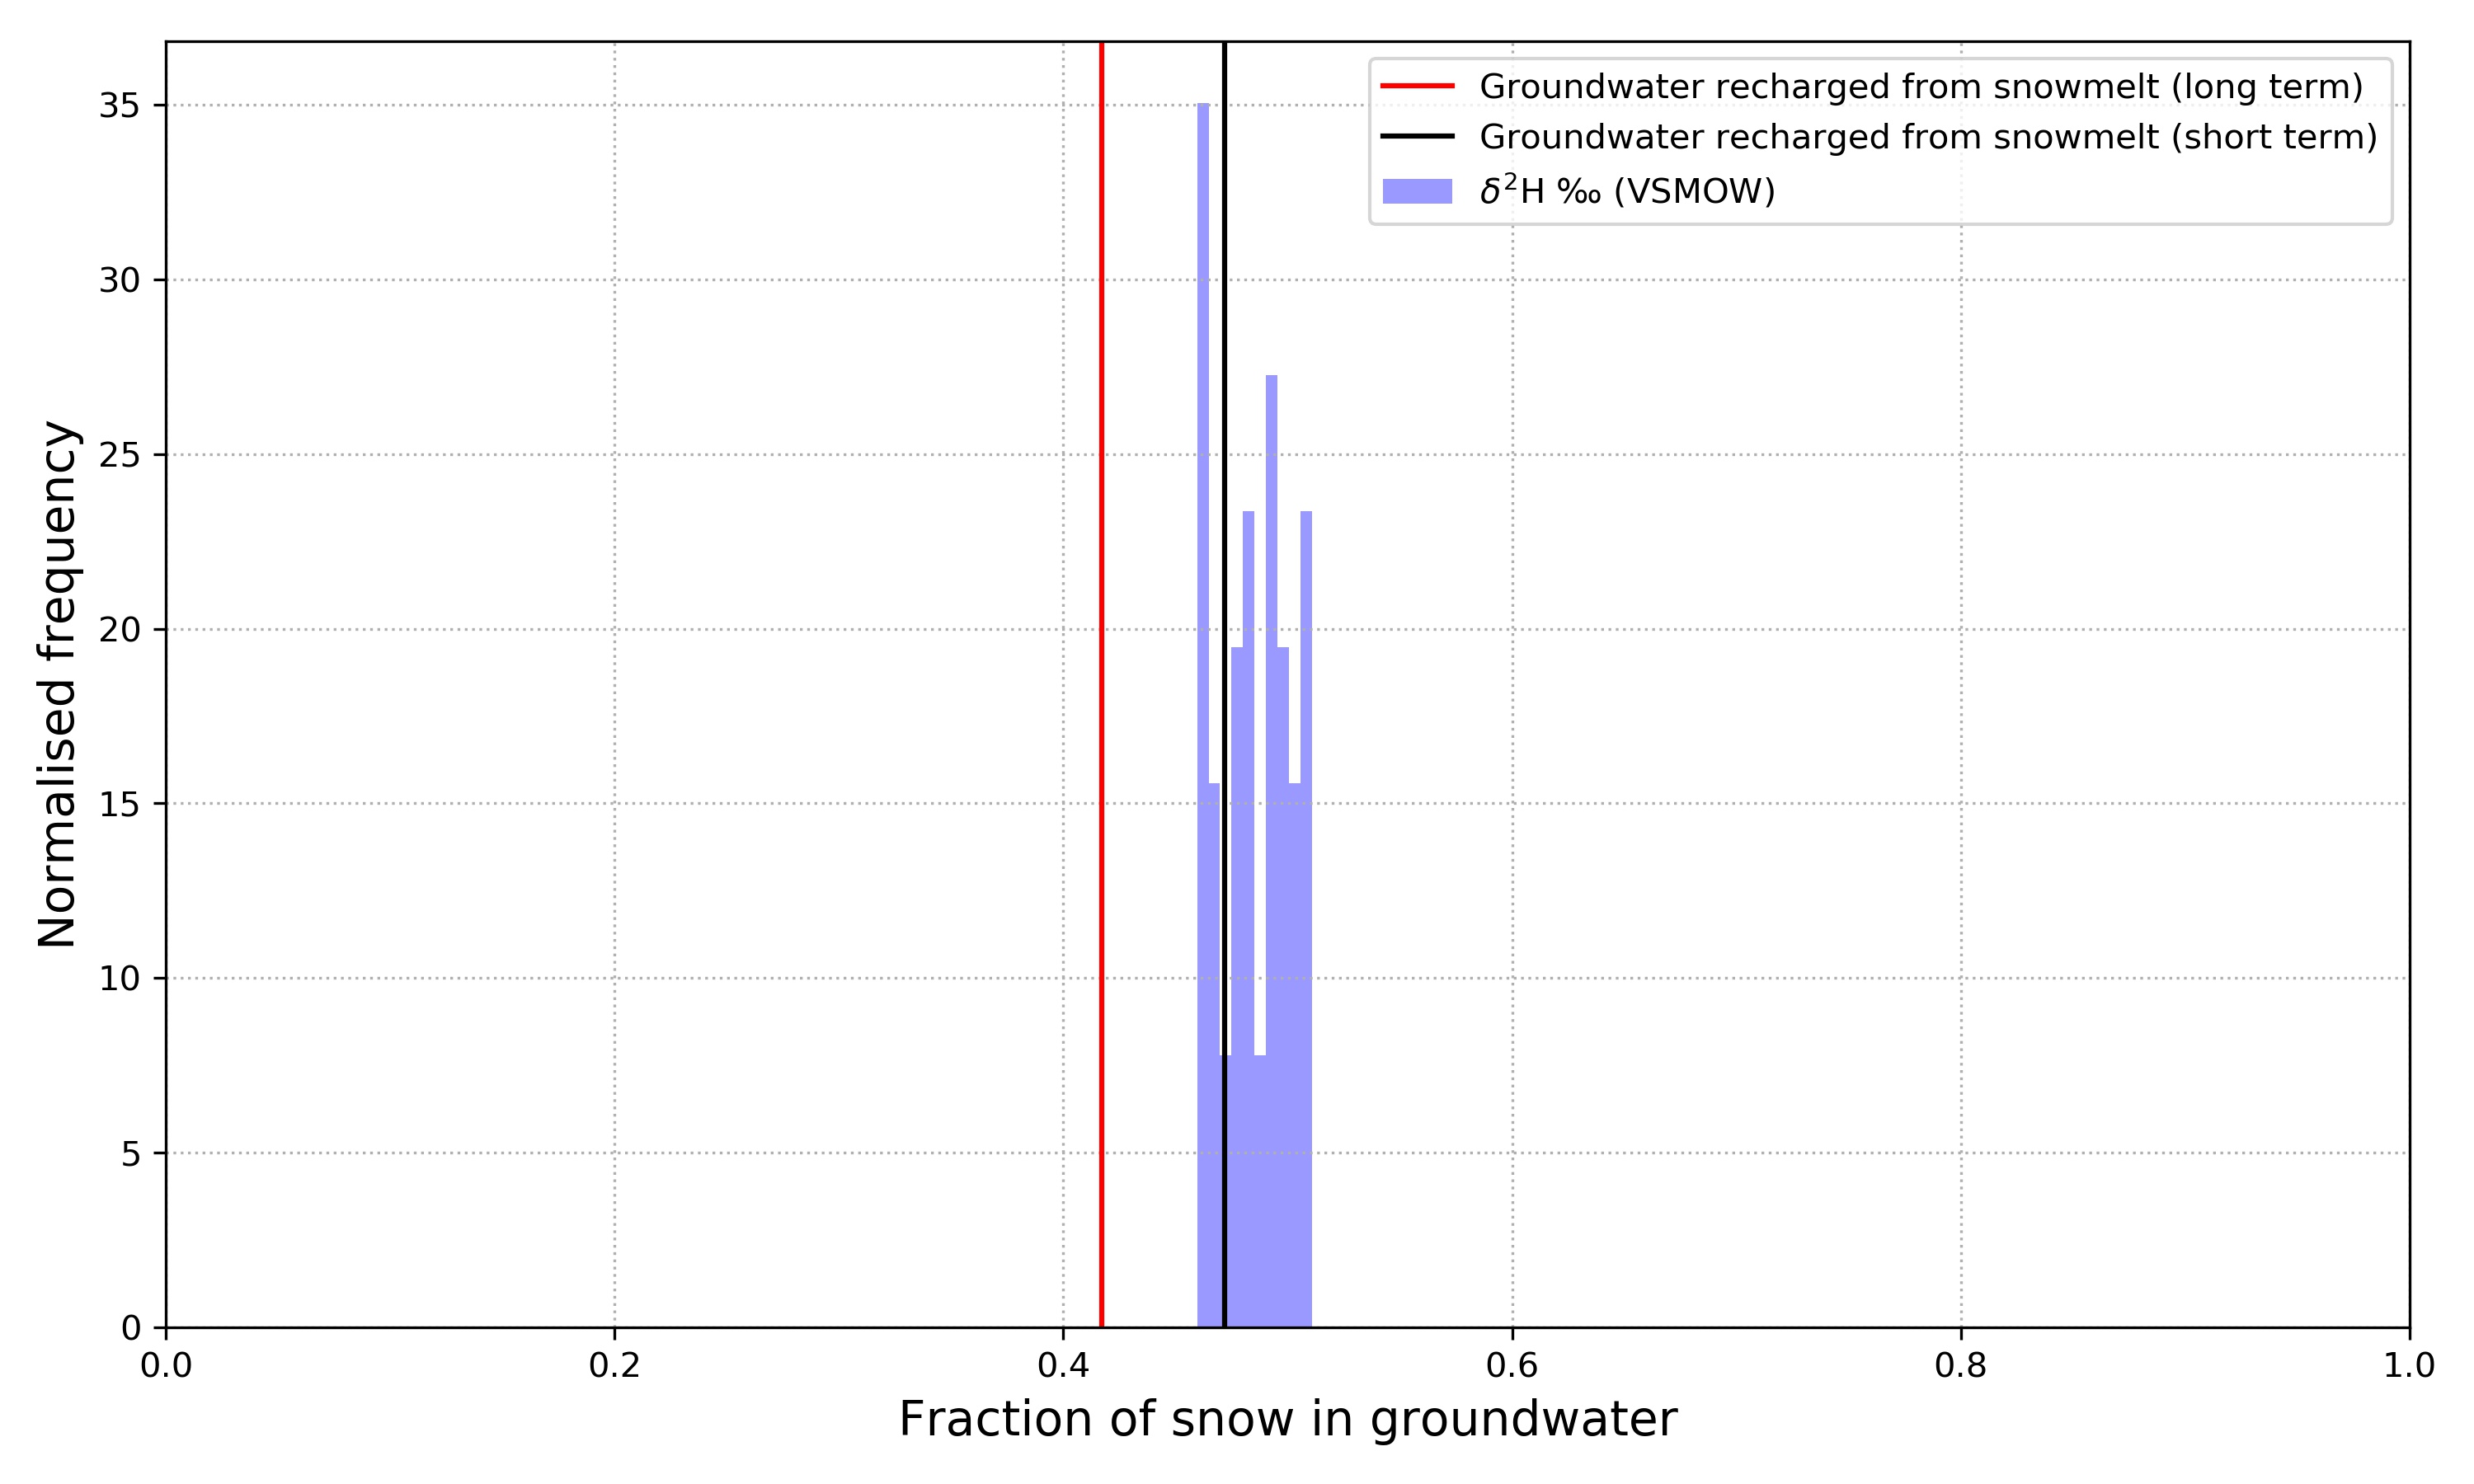 Groundwater recharged from snowmelt (long term)
Groundwater recharged from snowmelt (short term)
δ²H ‰ (VSMOW)
Normalised frequency
35
30
25
20
15
10
5
0
0.0 0.2 0.4 0.6 0.8 1.0
Fraction of snow in groundwater